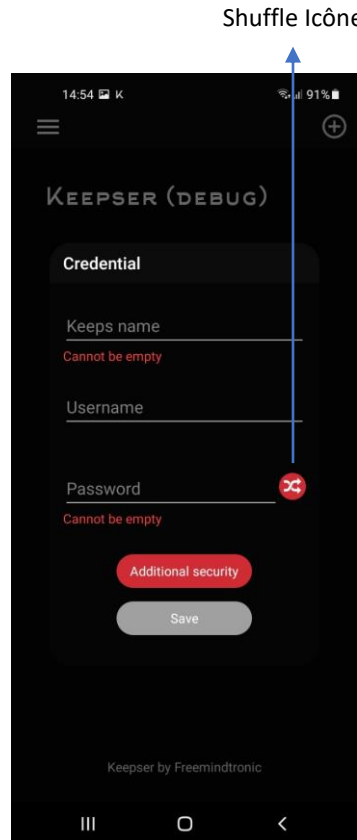 Shuffle Icône
14:54 K 91%
KEEPSER (DEBUG)
Credential
Keeps name
Cannot be empty
Username
Password
Cannot be empty
Additional security
Save
Keepser by Freemindtronic